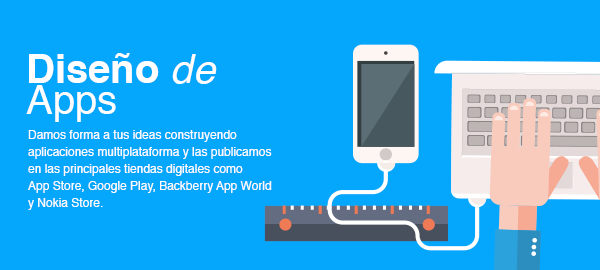 Diseño de
Apps
Damos forma a tus ideas construyendo
aplicaciones multiplataforma y las publicamos
en las principales tiendas digitales como
App Store, Google Play, Backberry App World
y Nokia Store.